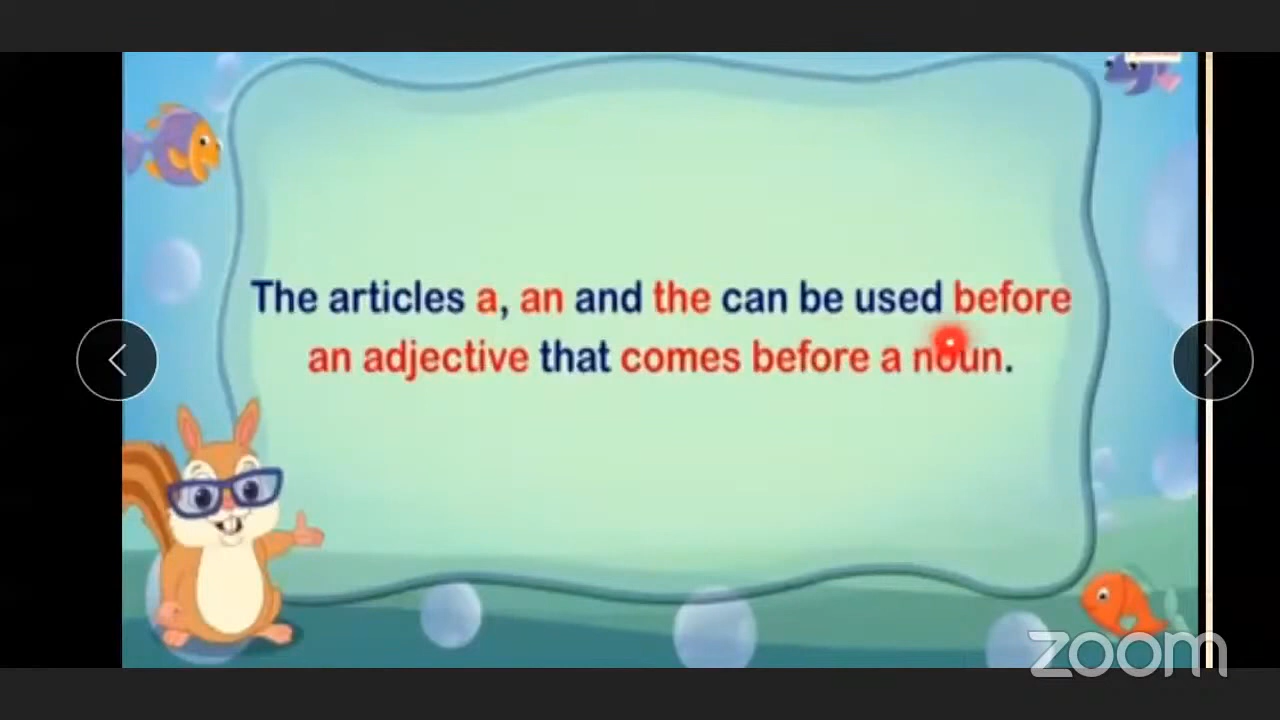 The articles a, an and the can be used before
an adjective that comes before a noun.
zoom